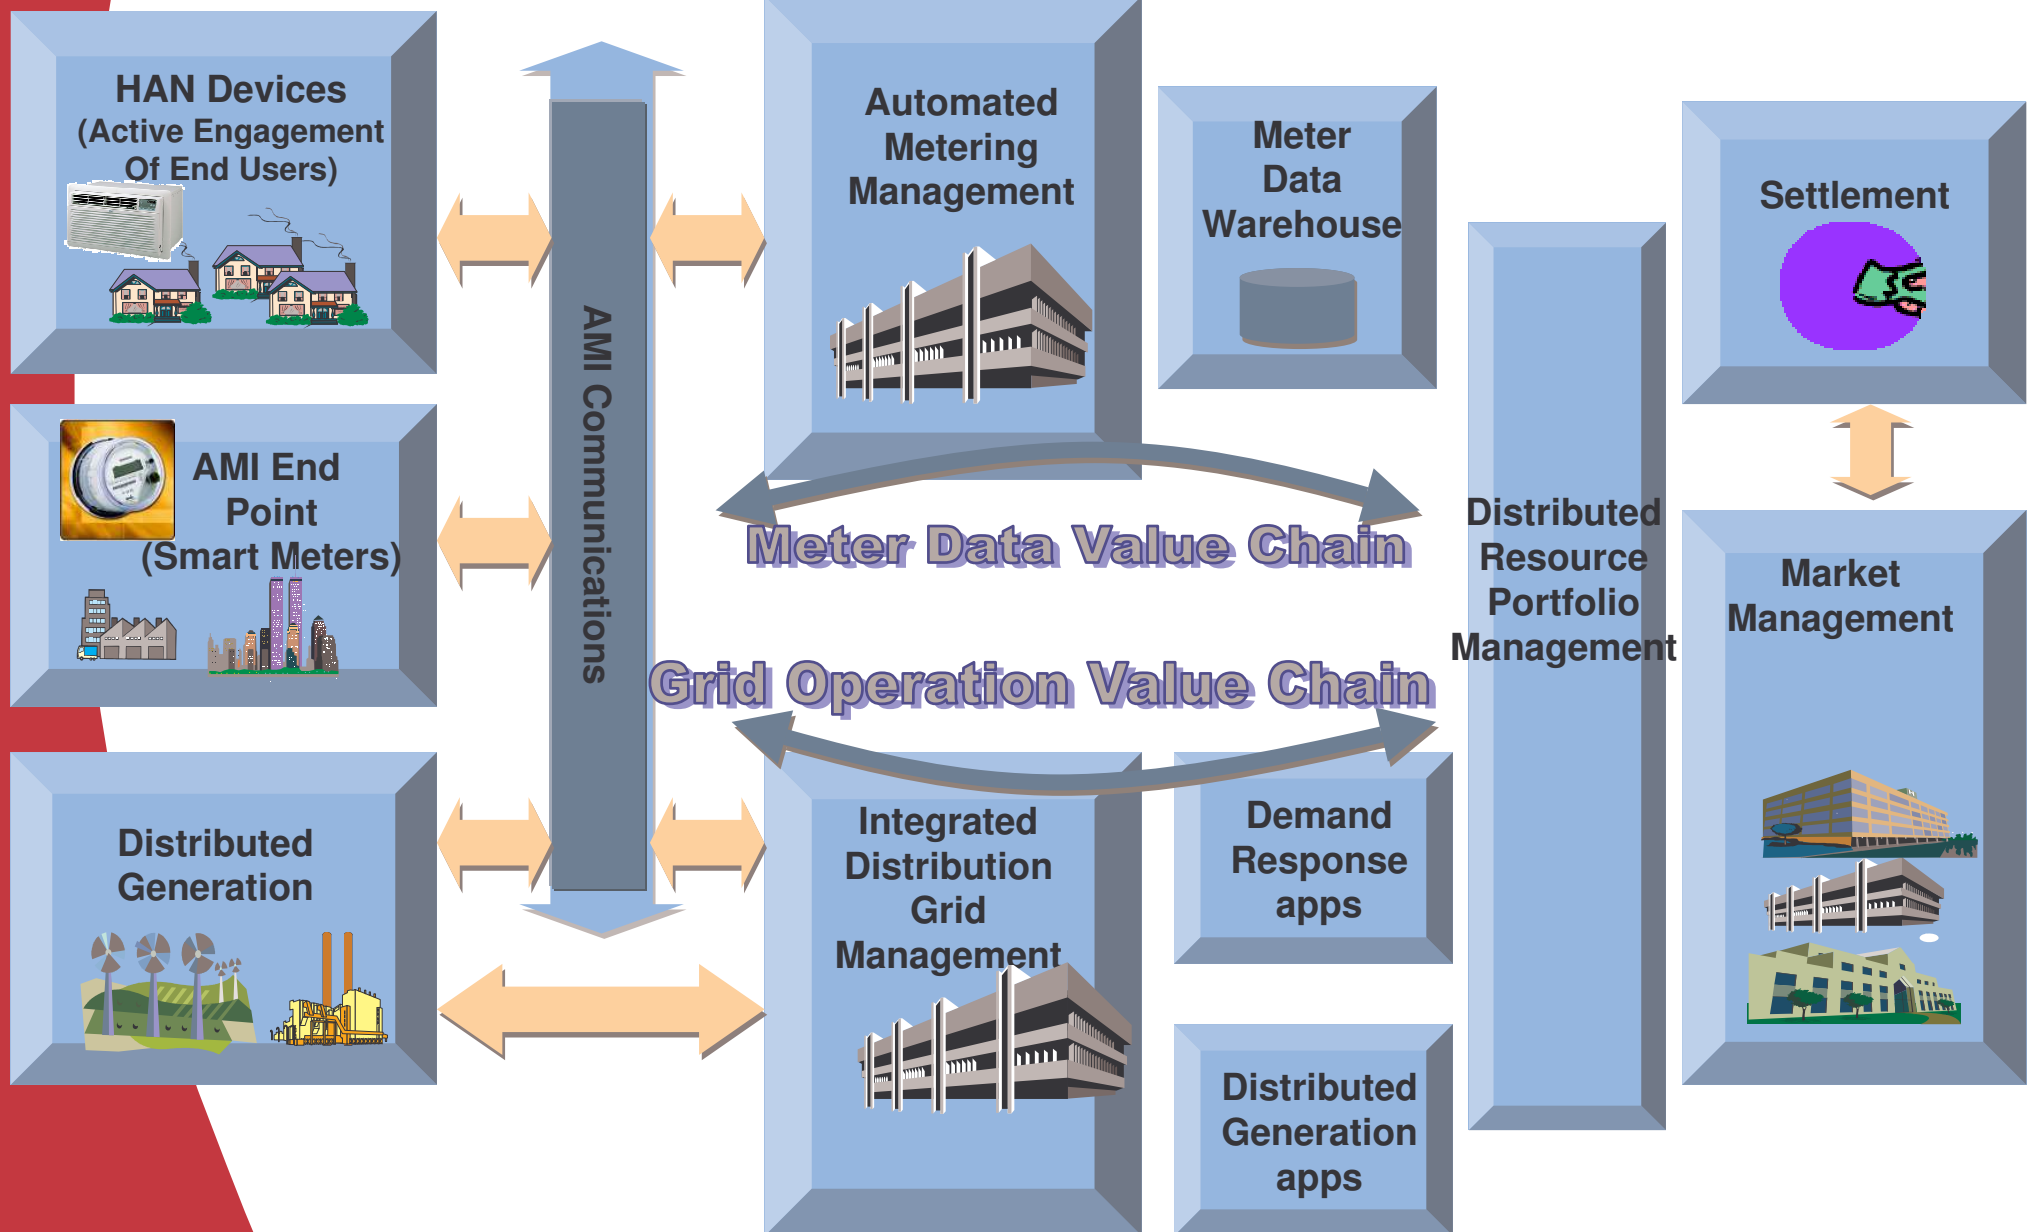 HAN Devices
(Active Engagement
Of End Users)
AMI End
Point
(Smart Meters)
Distributed
Generation
AMI Communications
Automated
Metering
Management
Meter
Data
Warehouse
Meter Data Value Chain
Grid Operation Value Chain
Integrated
Distribution
Grid
Management
Demand
Response
apps
Distributed
Generation
apps
Distributed
Resource
Portfolio
Management
Settlement
Market
Management